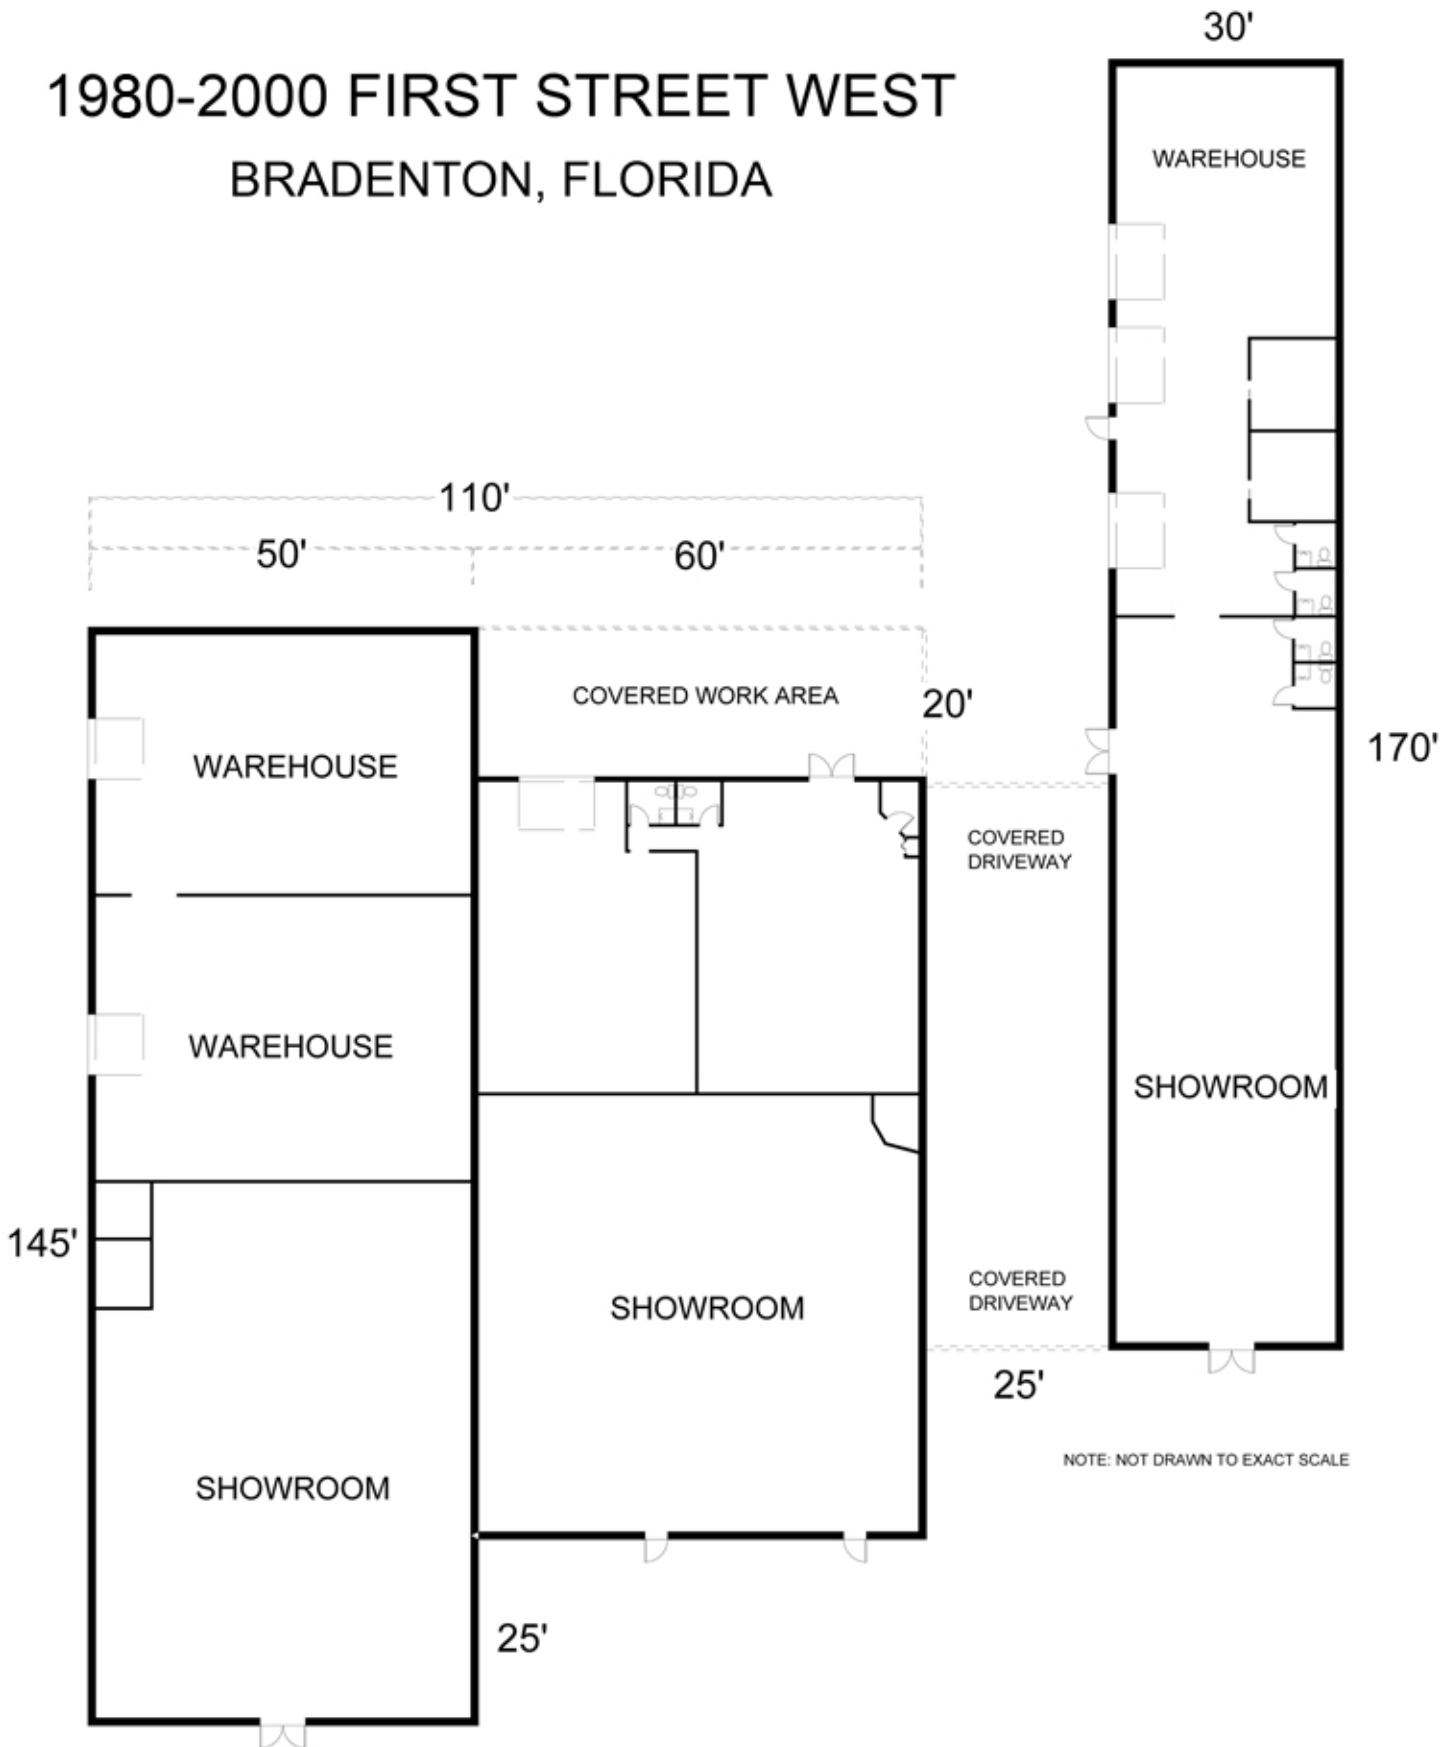 30'
1980-2000 FIRST STREET WEST
BRADENTON, FLORIDA
WAREHOUSE
110'
50'
60'
COVERED WORK AREA
20'
170'
WAREHOUSE
COVERED
DRIVEWAY
WAREHOUSE
SHOWROOM
145'
COVERED
DRIVEWAY
SHOWROOM
25'
NOTE: NOT DRAWN TO EXACT SCALE
SHOWROOM
25'